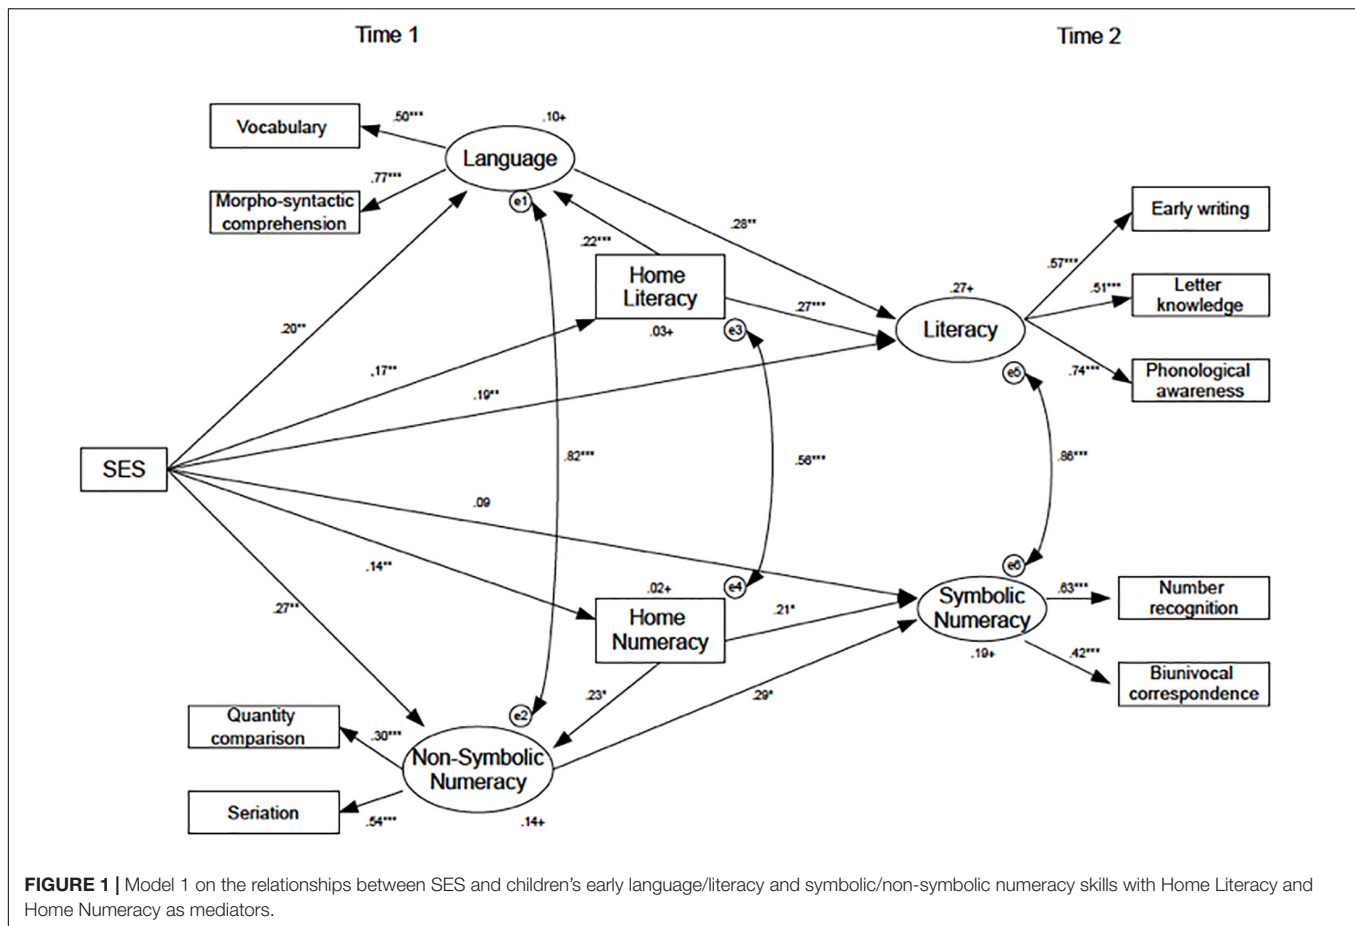 Time 1
Time 2
Vocabulary
.50***
.10+
Language
.77***
Morpho-syntactic
comprehension
e1
.22***
.28**
Early writing
.57***
Home
Literacy
.03+
e3
.27***
.27+
Literacy
.51***
Letter
knowledge
.20**
.17**
.19**
e5
.74***
Phonological
awareness
SES
.82***
.56***
.86***
.09
.14**
.27**
.02+
e4
Home
Numeracy
.21*
e6
Symbolic
Numeracy
.19+
.63***
Number
recognition
.42***
Biunivocal
correspondence
.23*
.29*
e2
Quantity
comparison
.30***
Non-Symbolic
Numeracy
Seriation
.54***
.14+
FIGURE 1 | Model 1 on the relationships between SES and children's early language/literacy and symbolic/non-symbolic numeracy skills with Home Literacy and
Home Numeracy as mediators.